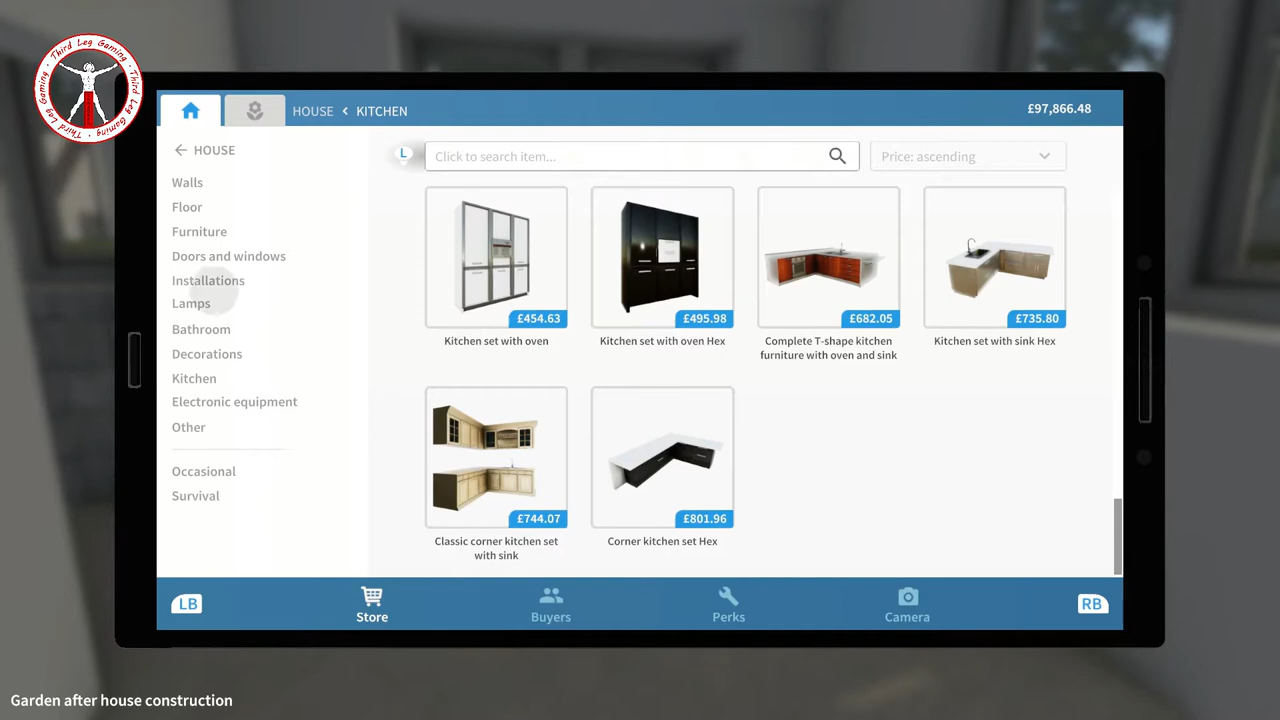 Third Leg Gaming · Third Leg Gaming · Third Leg Gaming ·
HOUSE < KITCHEN
£97,866.48
← HOUSE
L
Click to search item...
Price: ascending
Walls
Floor
Furniture
Doors and windows
Installations
Lamps
Bathroom
Decorations
Kitchen
Electronic equipment
Other
Occasional
Survival
£454.63
£495.98
£682.05
£735.80
Kitchen set with oven
Kitchen set with oven Hex
Complete T-shape kitchen
furniture with oven and sink
Kitchen set with sink Hex
£744.07
£801.96
Classic corner kitchen set
with sink
Corner kitchen set Hex
LB
Store
Buyers
Perks
Camera
RB
Garden after house construction